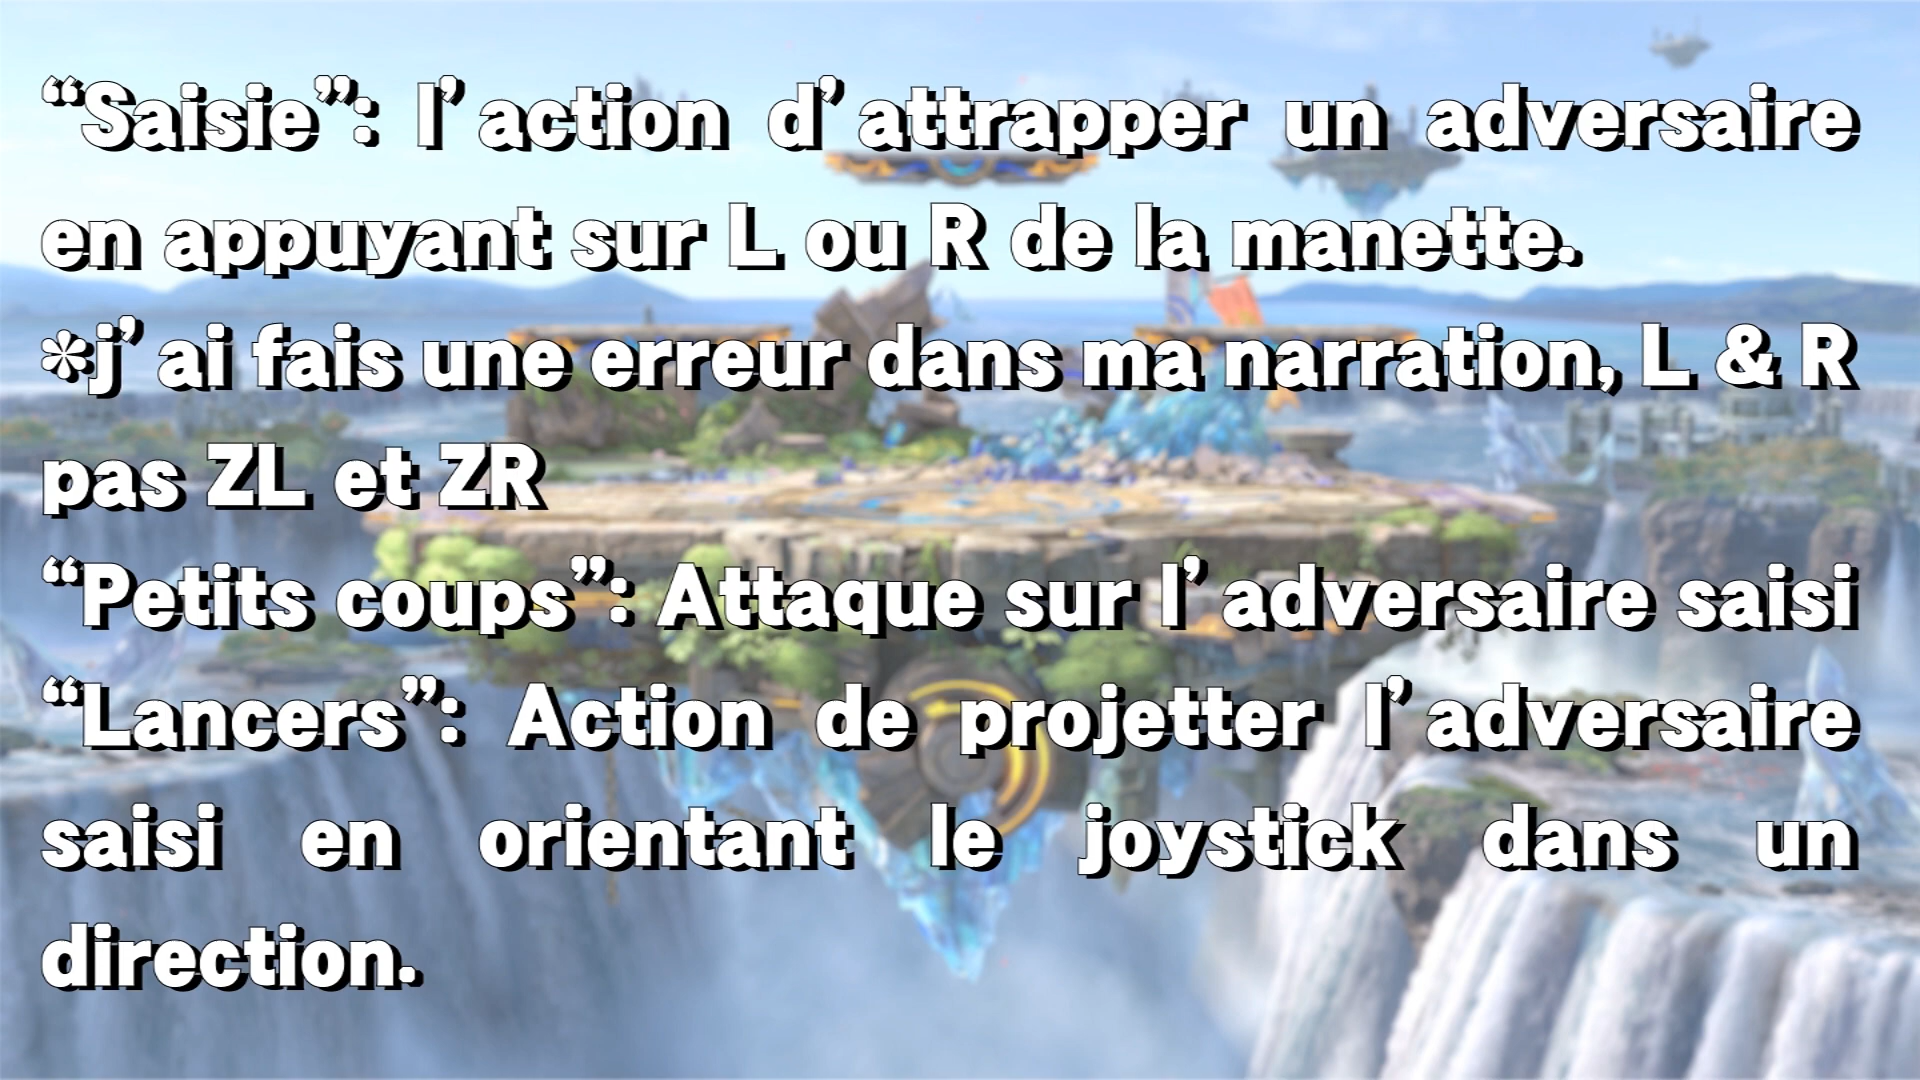 “Saisie”: l’action d’attrapper un adversaire
en appuyant sur L ou R de la manette.
*j’ai fais une erreur dans ma narration, L & R
pas ZL et ZR
“Petits coups”: Attaque sur l’adversaire saisi
“Lancers”: Action de projetter l’adversaire
saisi en orientant le joystick dans un
direction.